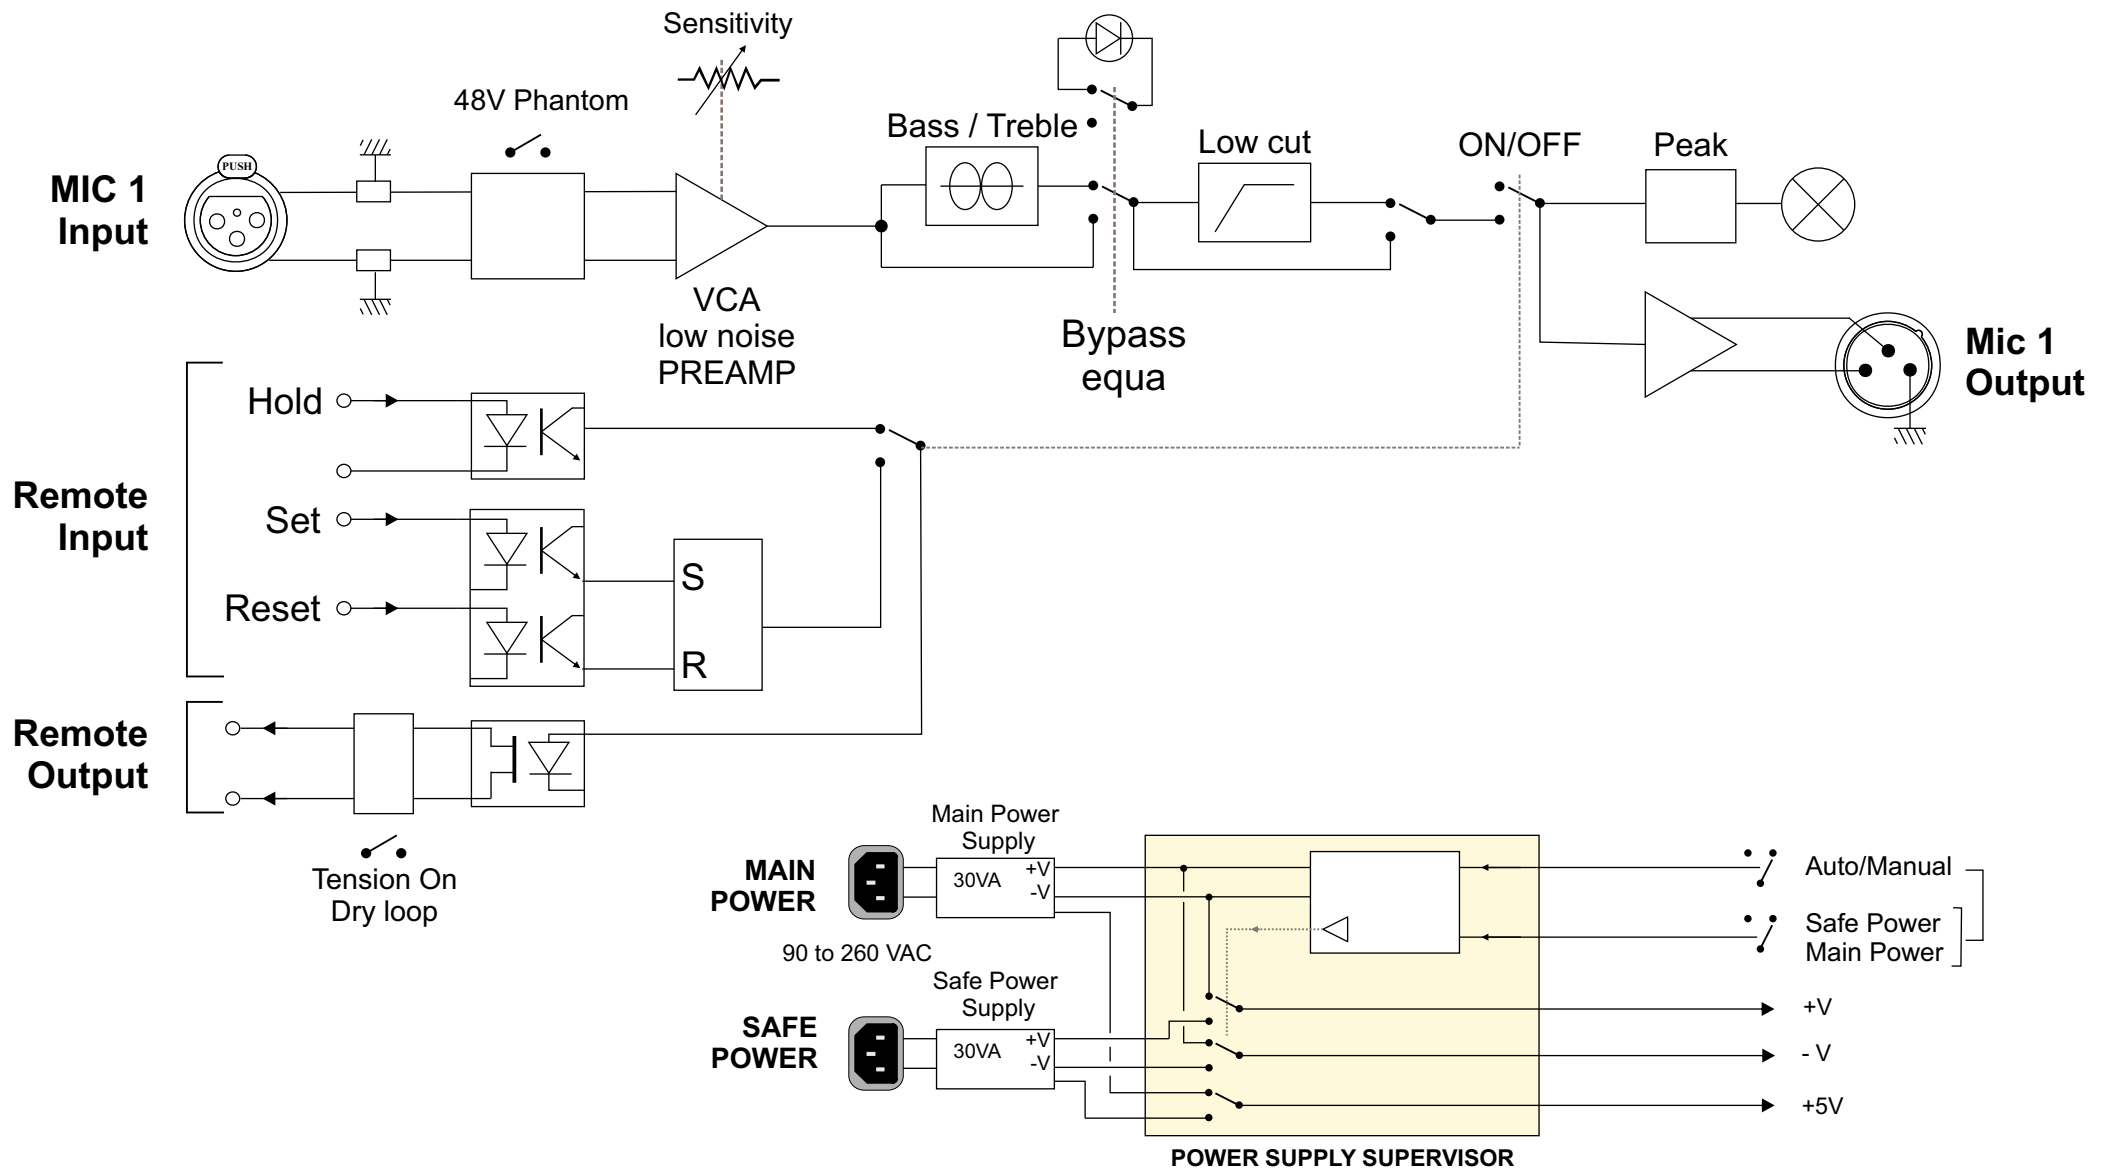 Sensitivity
48V Phantom
Bass / Treble
Low cut
ON/OFF
Peak
PUSH
MIC 1
Input
VCA
low noise
PREAMP
Bypass
equa
Mic 1
Output
Remote
Input
Hold
Set
Reset
S
R
Remote
Output
Tension On
Dry loop
MAIN
POWER
Main Power
Supply
30VA
+V
-V
90 to 260 VAC
SAFE
POWER
Safe Power
Supply
30VA
+V
-V
Auto/Manual
Safe Power
Main Power
+V
- V
+5V
POWER SUPPLY SUPERVISOR